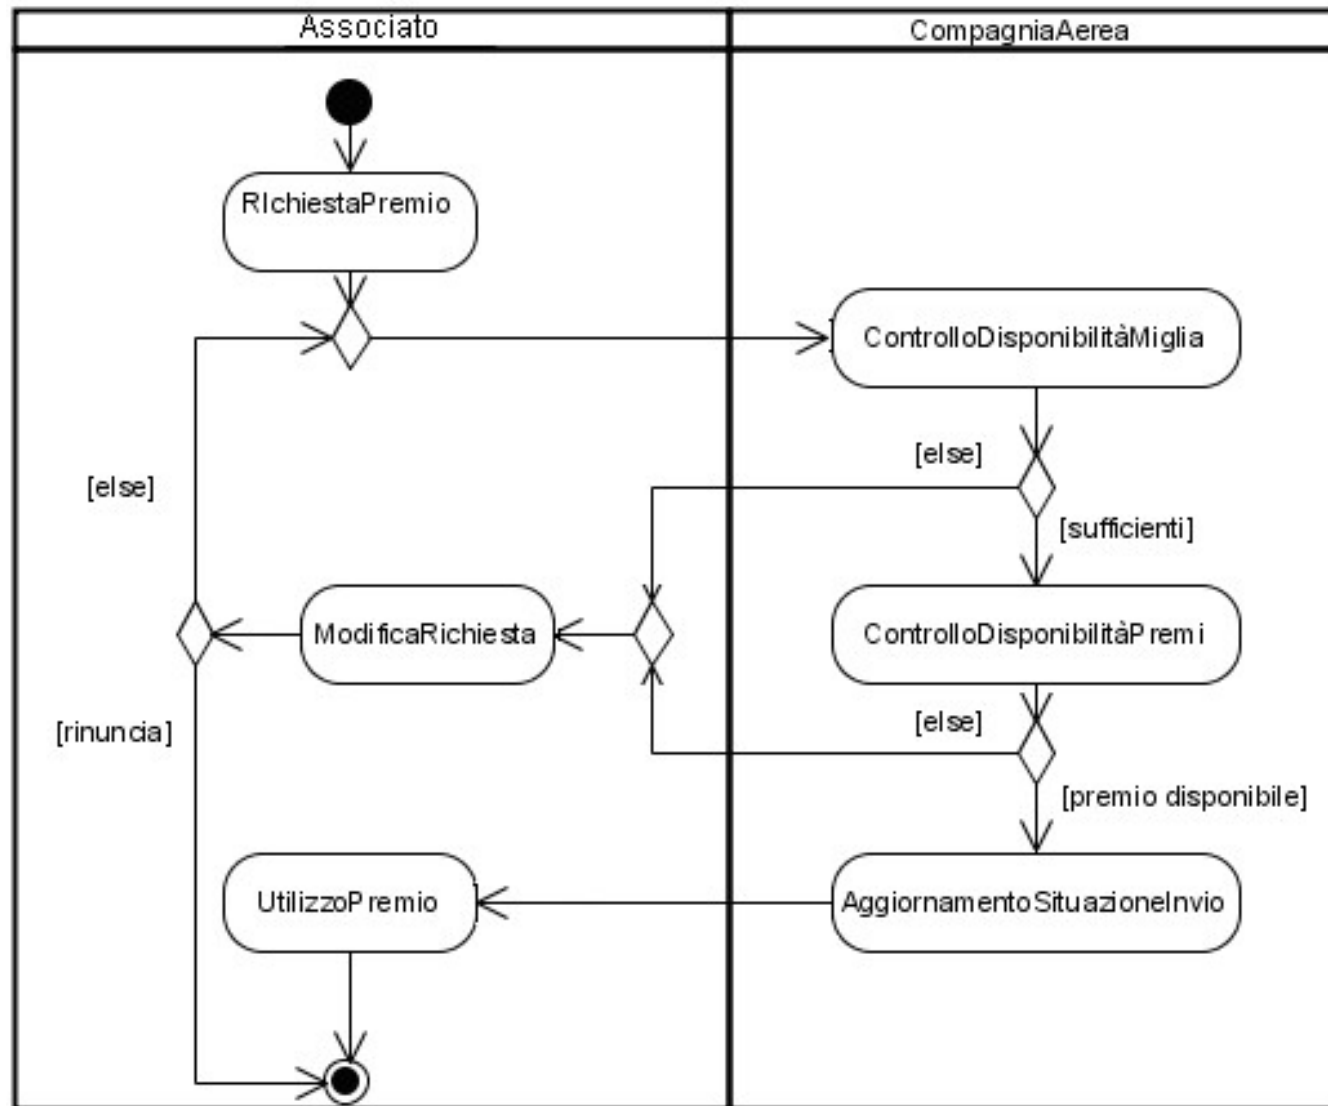 Associato
CompagniaAerea
RIchiestaPremio
ControlloDisponibilitàMiglia
[else]
[else]
[sufficienti]
ModificaRichiesta
ControlloDisponibilitàPremi
[rinuncia]
[else]
[premio disponibile]
UtilizzoPremio
AggiornamentoSituazioneInvio